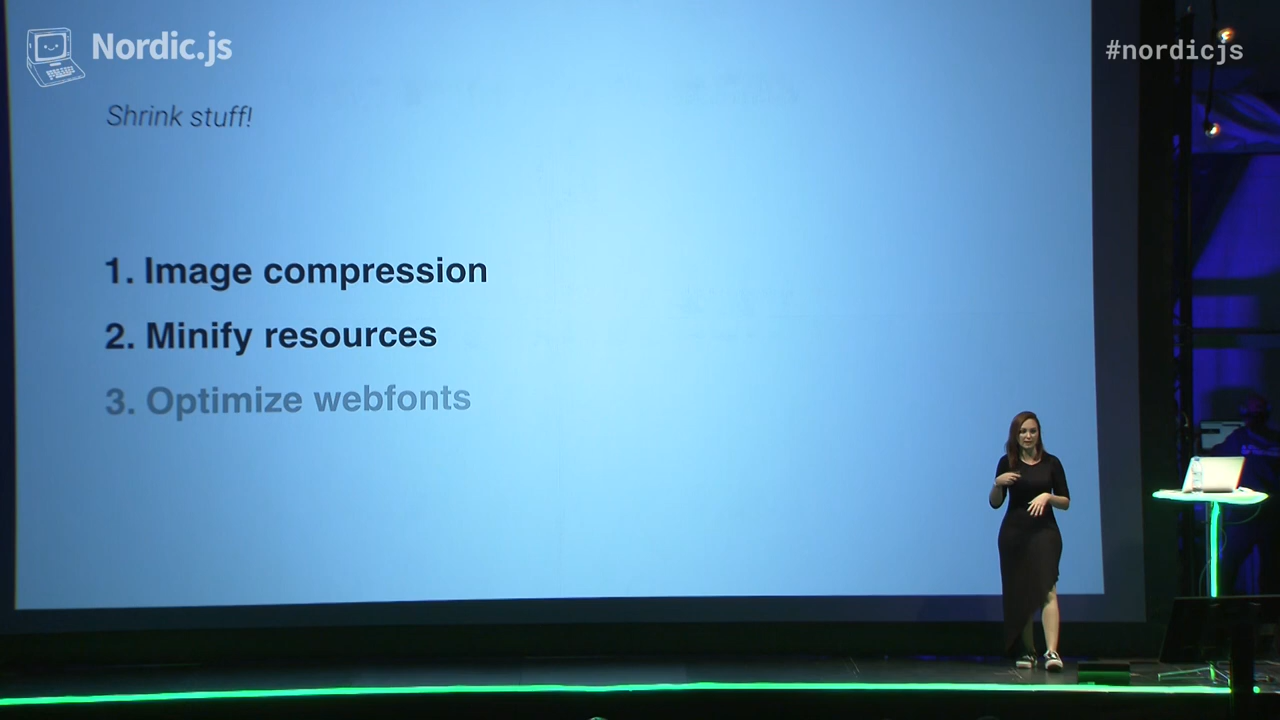 Nordic.js
#nordicjs
Shrink stuff!
1. Image compression
2. Minify resources
3. Optimize webfonts